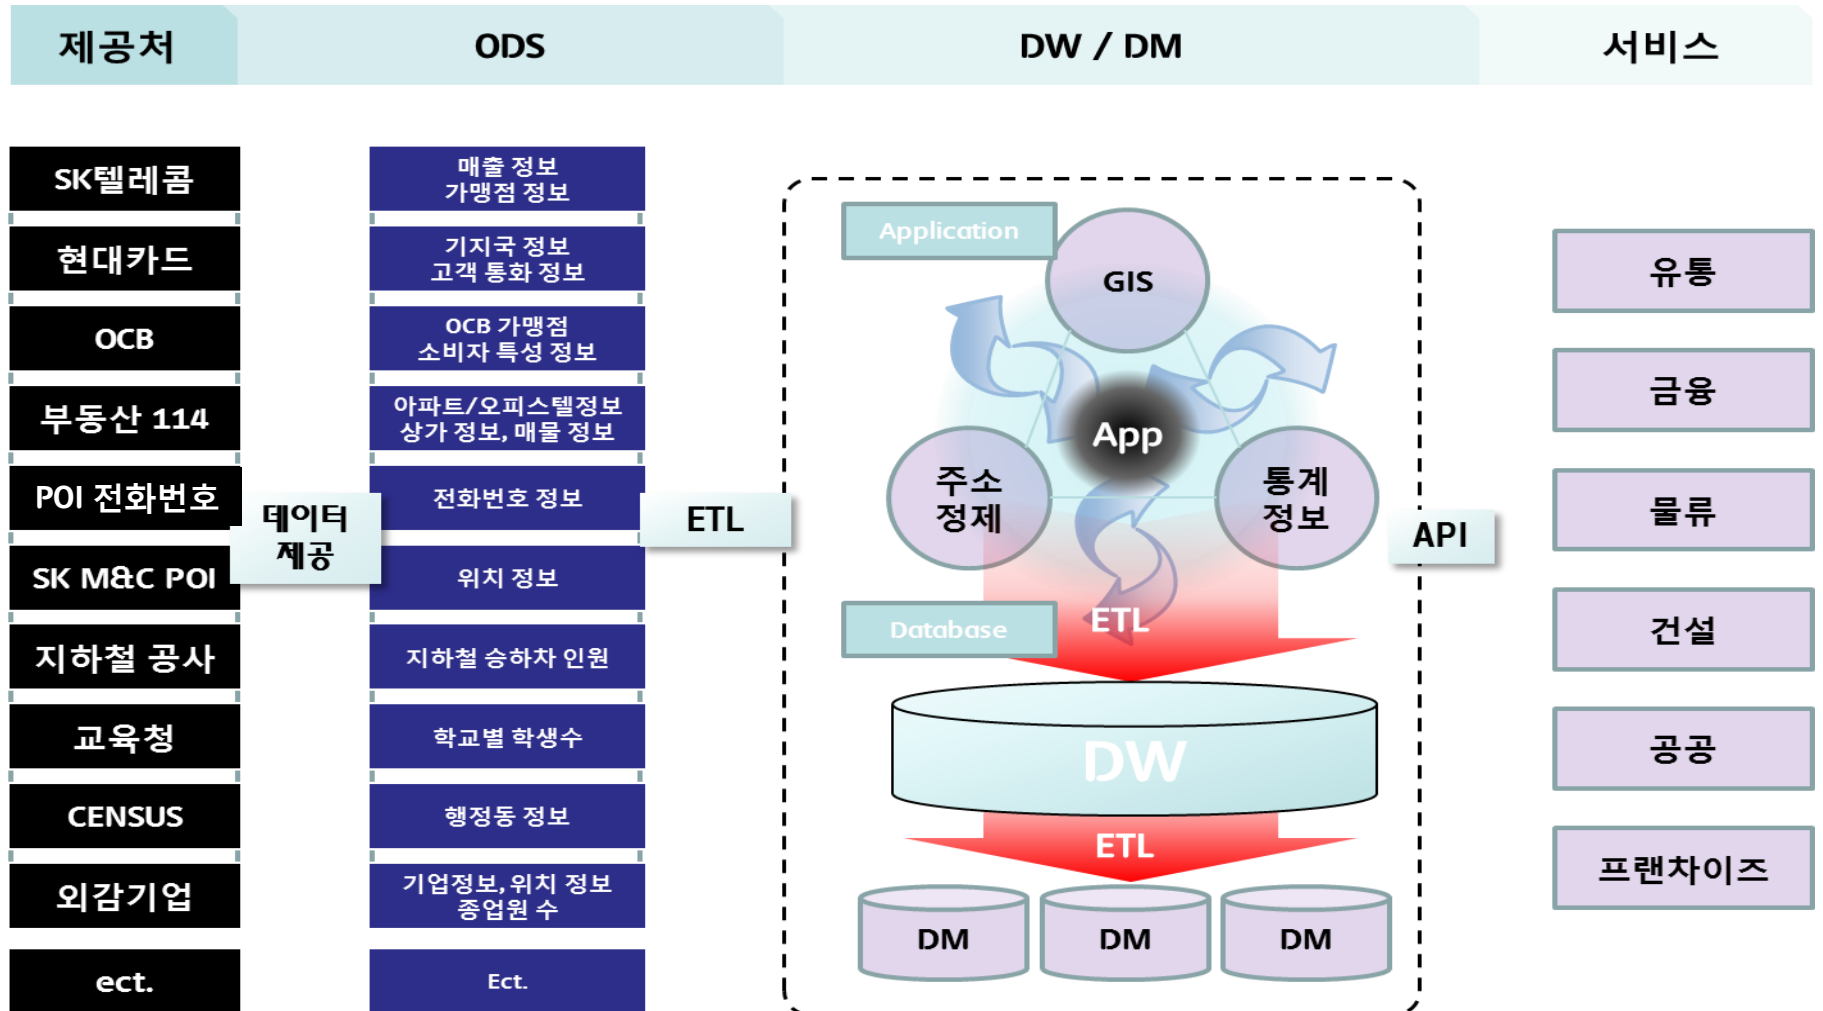 제공처
ODS
DW / DM
서비스
SK텔레콤
현대카드
OCB
부동산 114
POI 전화번호
SK M&C POI
지하철 공사
교육청
CENSUS
외감기업
ect.
데이터
제공
매출 정보
가맹점 정보
기지국 정보
고객 통화 정보
OCB 가맹점
소비자 특성 정보
아파트/오피스텔정보
상가 정보, 매물 정보
전화번호 정보
위치 정보
지하철 승하차 인원
학교별 학생수
행정동 정보
기업정보, 위치 정보
종업원 수
Ect.
ETL
Application
GIS
App
주소
정제
통계
정보
Database
ETL
DW
ETL
DM
DM
DM
API
유통
금융
물류
건설
공공
프랜차이즈